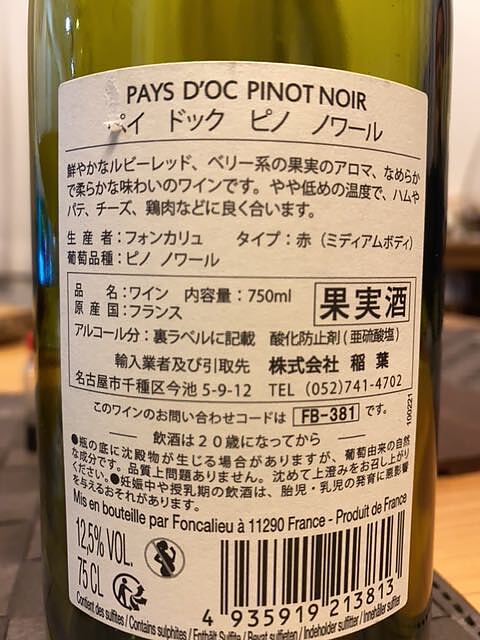 PAYS D'OC PINOT NOIR
ペイ ドック ピノ ノワール
鮮やかなルビーレッド、ベリー系の果実のアロマ、なめらか
で柔らかな味わいのワインです。やや低めの温度で、ハムや
パテ、チーズ、鶏肉などに良く合います。
生産者：フォンカリュ タイプ：赤（ミディアムボディ）
葡萄品種：ピノ ノワール
品名：ワイン 内容量：750ml
原産国：フランス
果実酒
アルコール分：裏ラベルに記載 酸化防止剤(亜硫酸塩)
輸入業者及び引取先 株式会社 稲葉
名古屋市千種区今池 5-9-12 TEL (052)741-4702
このワインのお問い合わせコードは FB-381 です。
100221
飲酒は20歳になってから
●瓶の底に沈殿物が生じる場合がありますが、葡萄由来の自然
な成分です。品質上問題ありません。沈めて上澄みをお召し上がり
ください。●妊娠中や授乳期の飲酒は、胎児・乳児の発育に悪影響
を与えるおそれがあります。
Mis en bouteille par Foncalieu à 11290 France - Produit de France
12,5% VOL.
75 CL
4 935919 213813
Contient des sulfites / Contains sulphites / Enthält Sulfite / Bevat sulfieten / Indeholder sulfitter / Innehåller sulfiter